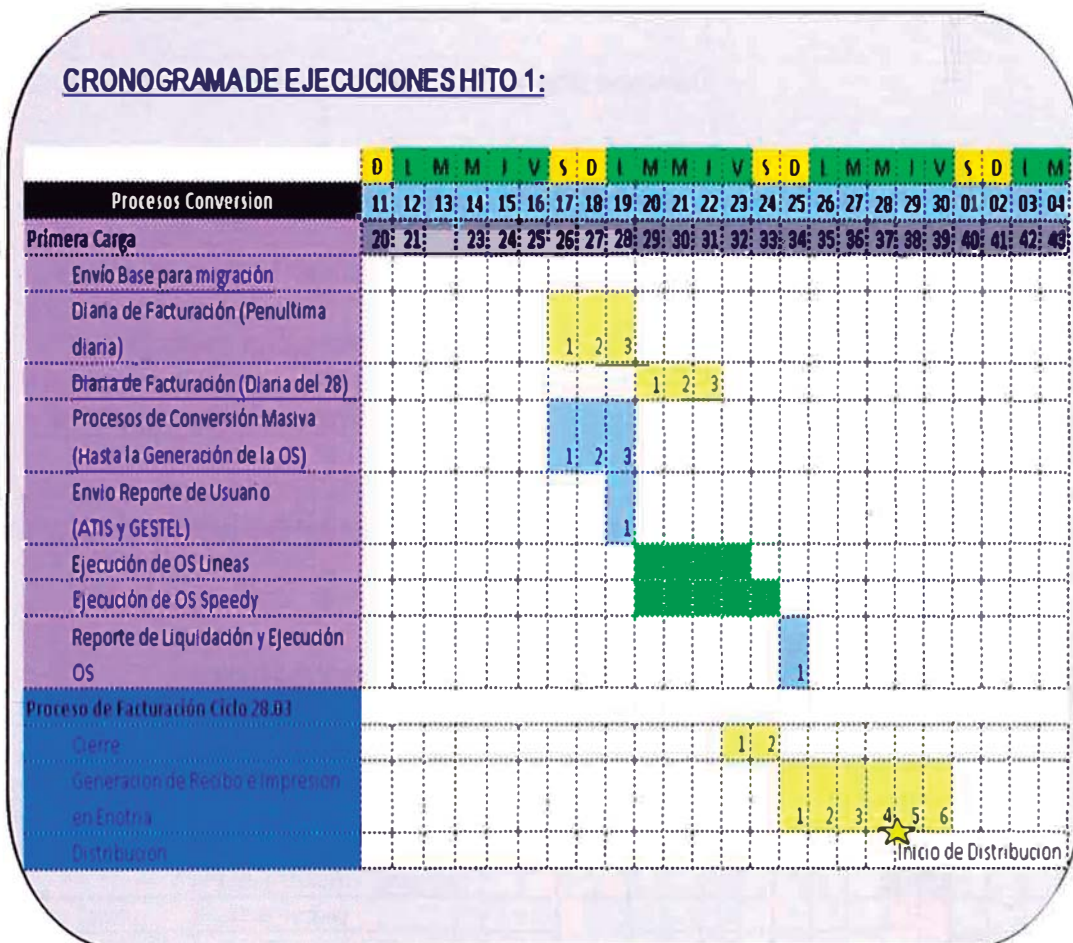 CRONOGRAMA DE EJECUCIONES HITO 1:
D L M M J V S D L M M J V S D L M M J V S D L M
Procesos Conversion 11 12 13 14 15 16 17 18 19 20 21 22 23 24 25 26 27 28 29 30 01 02 03 04
Primera Carga 20 21 23 24 25 26 27 28 29 30 31 32 33 34 35 36 37 38 39 40 41 42 43
Envío Base para migración
Diaria de Facturación (Penultima
diaria) 1 2 3
Diaria de Facturación (Diaria del 28) 1 2 3
Procesos de Conversión Masiva
(Hasta la Generación de la OS) 1 2 3
Envio Reporte de Usuario
(ATIS y GESTEL) 1
Ejecución de OS Lineas
Ejecución de OS Speedy
Reporte de Liquidación y Ejecución
OS 1
Proceso de Facturación Ciclo 28.03
Cierre 1 2
Generacion de Recibo e Impresion
en Enotria 1 2 3 4 5 6
Distribucion Inicio de Distribucion